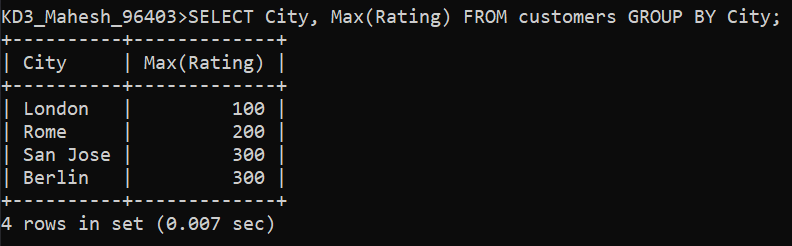 KD3_Mahesh_96403>SELECT City, Max(Rating) FROM customers GROUP BY City;
+----------+-------------+
| City     | Max(Rating) |
+----------+-------------+
| London   |         100 |
| Rome     |         200 |
| San Jose |         300 |
| Berlin   |         300 |
+----------+-------------+
4 rows in set (0.007 sec)